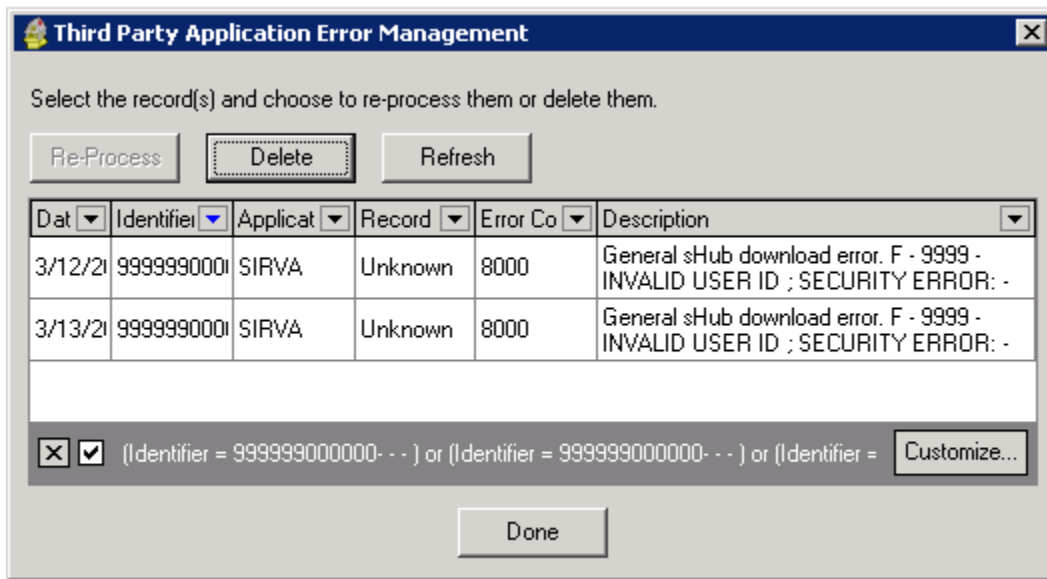 Third Party Application Error Management
Select the record(s) and choose to re-process them or delete them.
Re-Process Delete Refresh
Dat Identifier Applicat Record Error Co Description
3/12/2 999999000 SIRVA Unknown 8000 General sHub download error. F - 9999 -
INVALID USER ID ; SECURITY ERROR: -
3/13/2 999999000 SIRVA Unknown 8000 General sHub download error. F - 9999 -
INVALID USER ID ; SECURITY ERROR: -
(Identifier = 999999000000- - - ) or (Identifier = 999999000000- - - ) or (Identifier = Customize...
Done